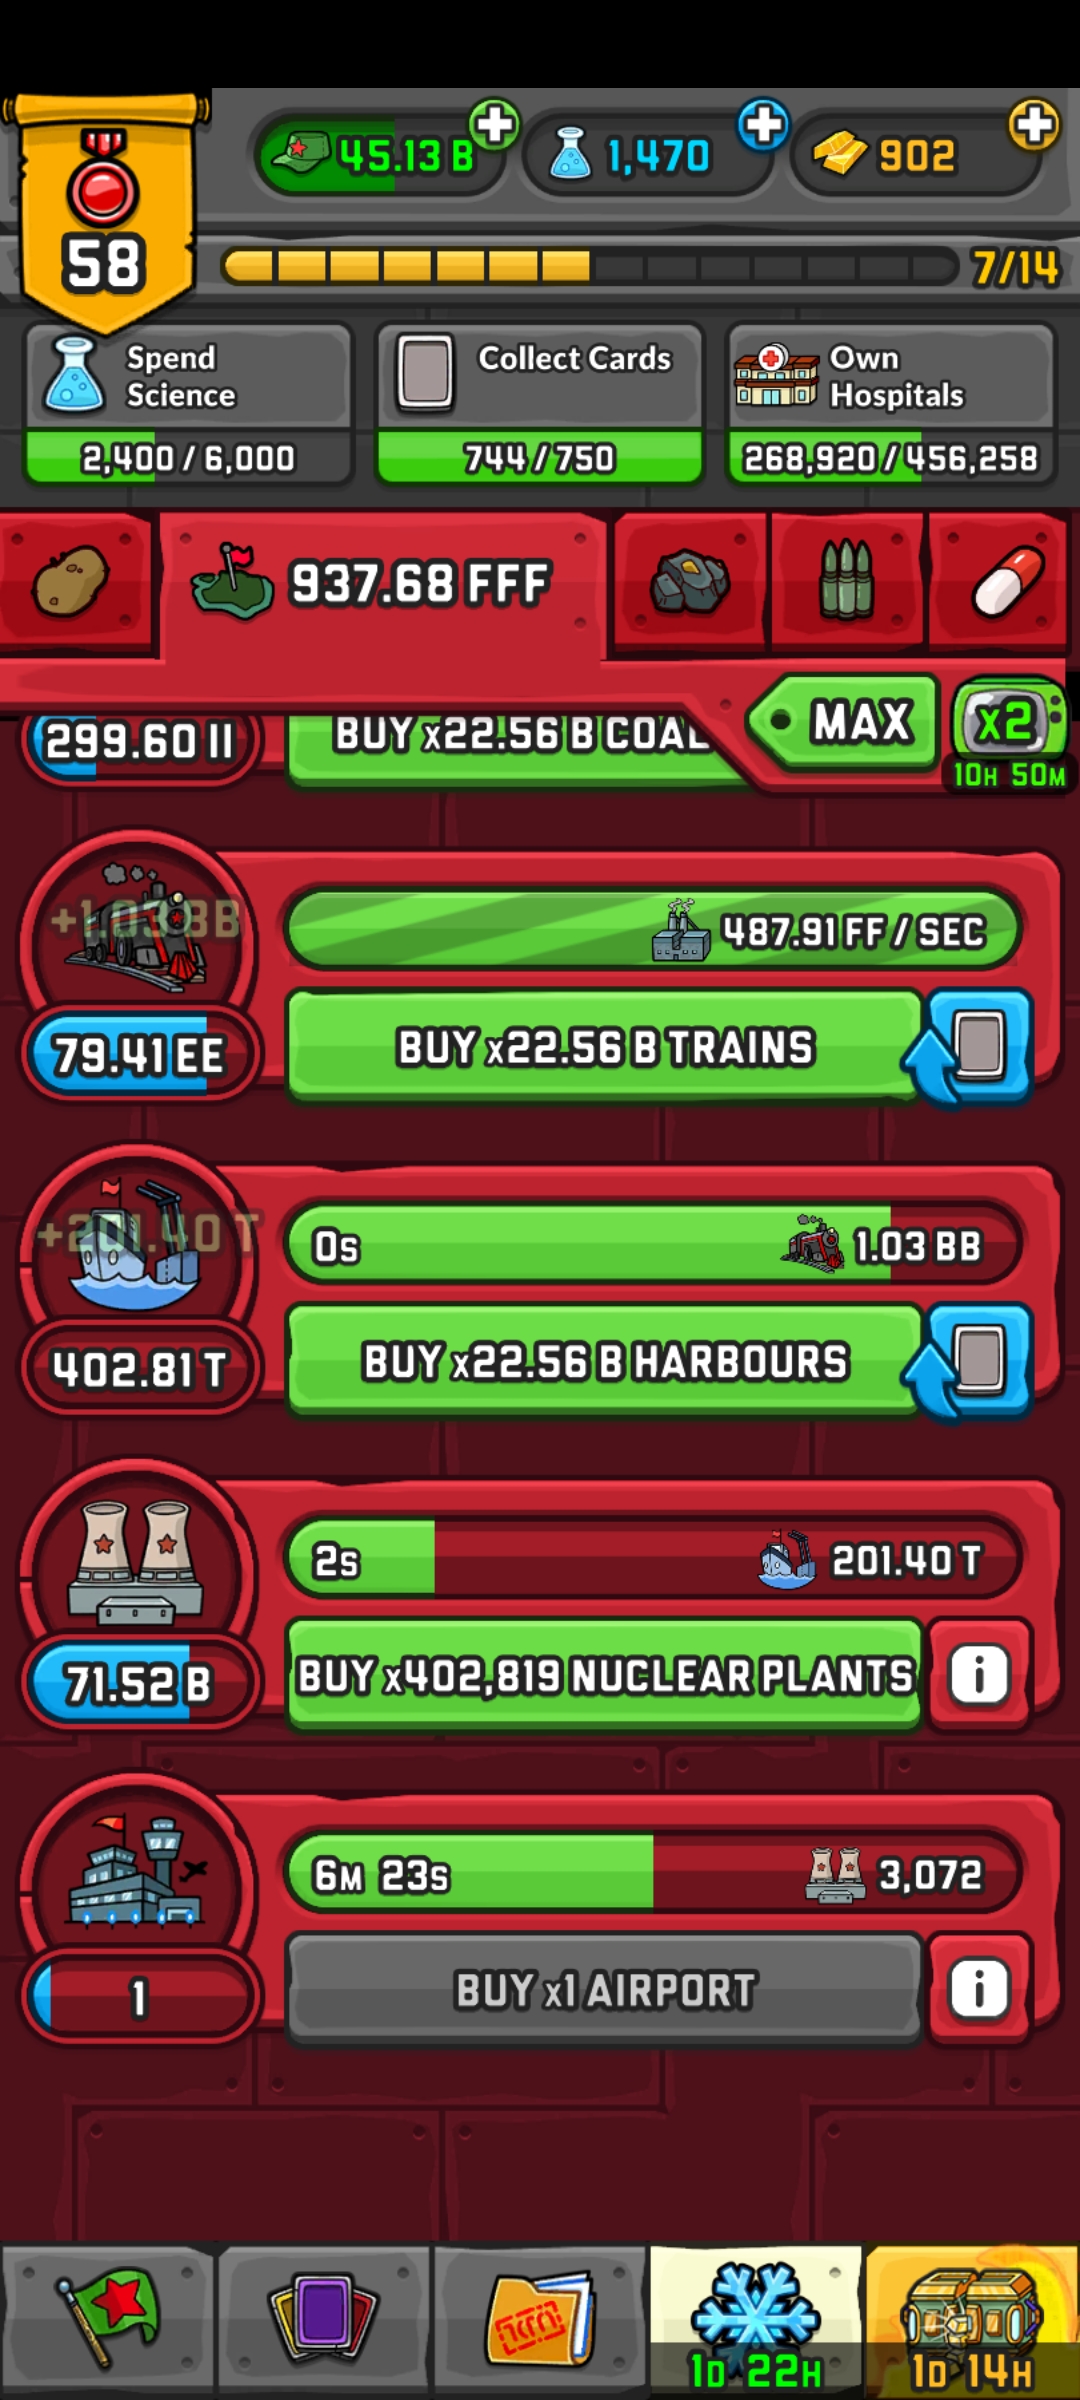 58
45.13 B
1,470
902
7/14
Spend
Science
2,400 / 6,000
Collect Cards
744 / 750
Own
Hospitals
268,920 / 456,258
937.68 FFF
MAX
x2
10H 50M
299.60 II
BUY x22.56 B COAL
+1.03 BB
487.91 FF / SEC
79.41 EE
BUY x22.56 B TRAINS
+201.40 T
0s
1.03 BB
402.81 T
BUY x22.56 B HARBOURS
2s
201.40 T
71.52 B
BUY x402,819 NUCLEAR PLANTS
i
6M 23s
3,072
1
BUY x1 AIRPORT
i
1D 22H
1D 14H